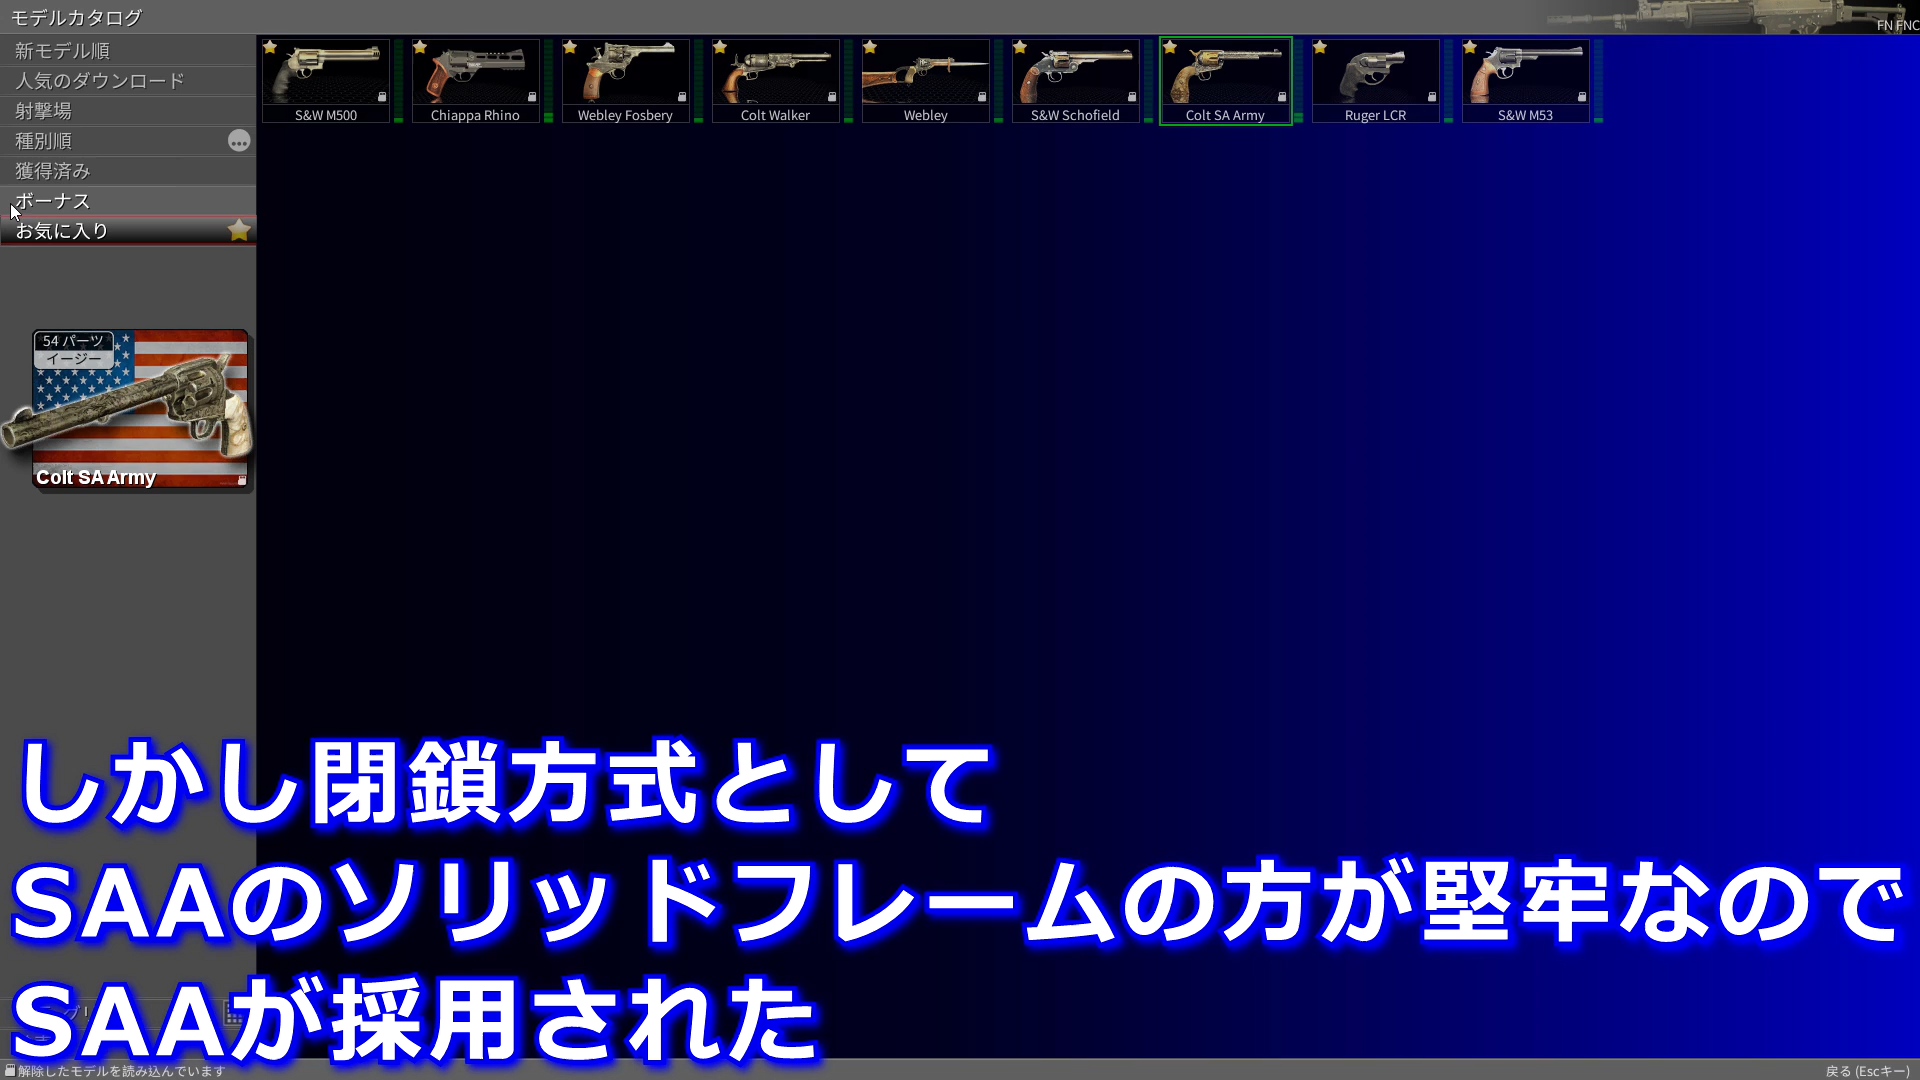 モデルカタログ
FN FNC
新モデル順
人気のダウンロード
射撃場
種別順
獲得済み
ボーナス
お気に入り
S&W M500
Chiappa Rhino
Webley Fosbery
Colt Walker
Webley
S&W Schofield
Colt SA Army
Ruger LCR
S&W M53
54 パーツ
イージー
Colt SA Army
しかし閉鎖方式として
SAAのソリッドフレームの方が堅牢なので
SAAが採用された
解除したモデルを読み込んでいます
戻る (Escキー)